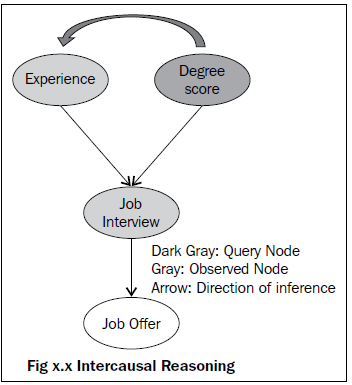 Experience
Degree
score
Job
Interview
Dark Gray: Query Node
Gray: Observed Node
Arrow: Direction of inference
Job Offer
Fig x.x Intercausal Reasoning